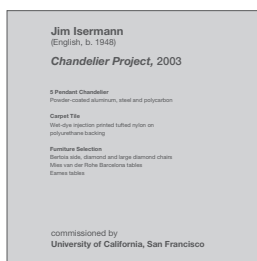 Jim Isermann
(English, b. 1948)
Chandelier Project, 2003
5 Pendant Chandelier
Powder-coated aluminum, steel and polycarbon
Carpet Tile
Wet-dye injection printed tufted nylon on
polyurethane backing
Furniture Selection
Bertoia side, diamond and large diamond chairs
Mies van der Rohe Barcelona tables
Eames tables
commissioned by
University of California, San Francisco